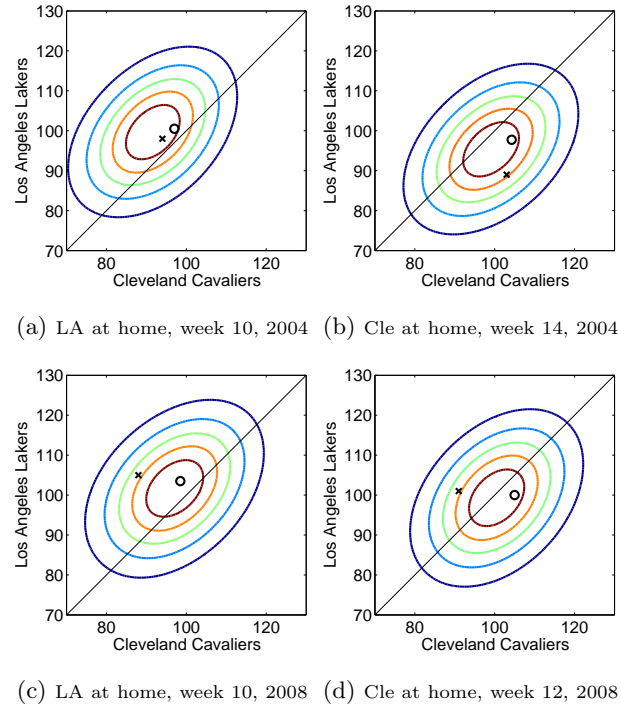 130
120
110
100
90
80
70
Los Angeles Lakers
80 100 120
Cleveland Cavaliers
130
120
110
100
90
80
70
Los Angeles Lakers
80 100 120
Cleveland Cavaliers
(a) LA at home, week 10, 2004 (b) Cle at home, week 14, 2004
130
120
110
100
90
80
70
Los Angeles Lakers
80 100 120
Cleveland Cavaliers
130
120
110
100
90
80
70
Los Angeles Lakers
80 100 120
Cleveland Cavaliers
(c) LA at home, week 10, 2008 (d) Cle at home, week 12, 2008